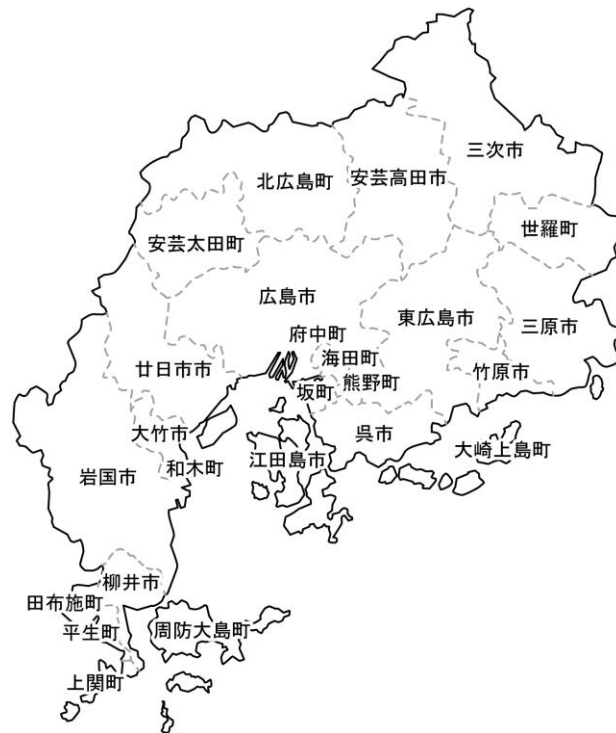 三次市
北広島町
安芸高田市
世羅町
安芸太田町
広島市
東広島市
三原市
府中町
海田町
廿日市市
熊野町
竹原市
坂町
大竹市
呉市
大崎上島町
江田島市
和木町
岩国市
柳井市
田布施町
平生町
周防大島町
上関町